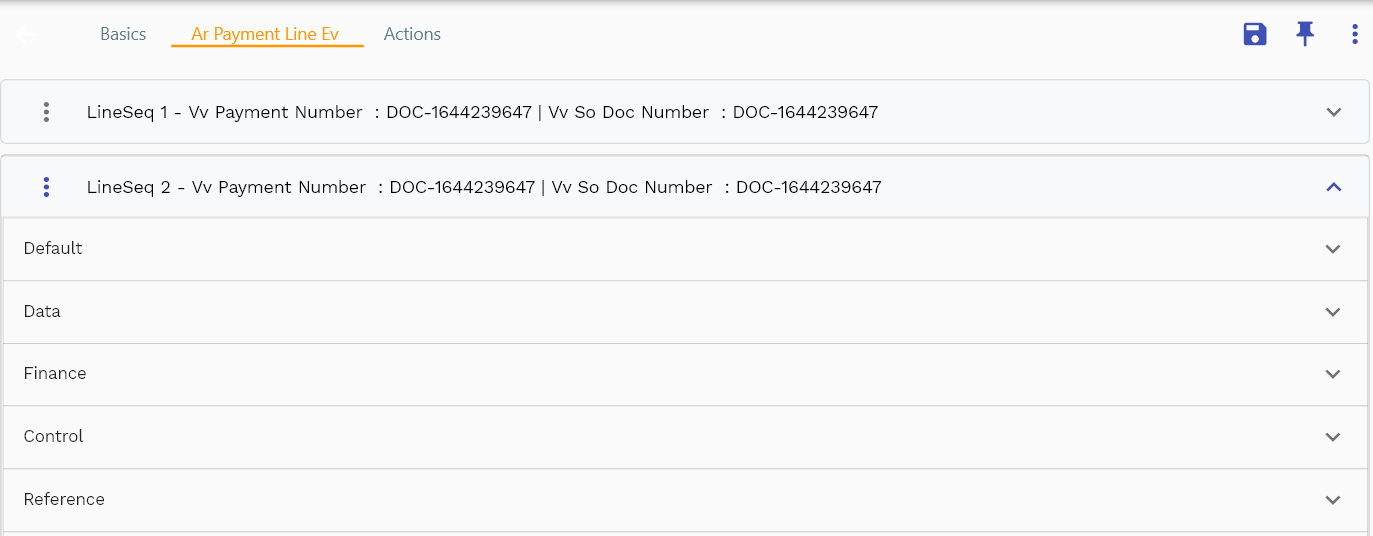 Basics Ar Payment Line Ev Actions
LineSeq 1 - Vv Payment Number : DOC-1644239647 | Vv So Doc Number : DOC-1644239647
LineSeq 2 - Vv Payment Number : DOC-1644239647 | Vv So Doc Number : DOC-1644239647
Default
Data
Finance
Control
Reference